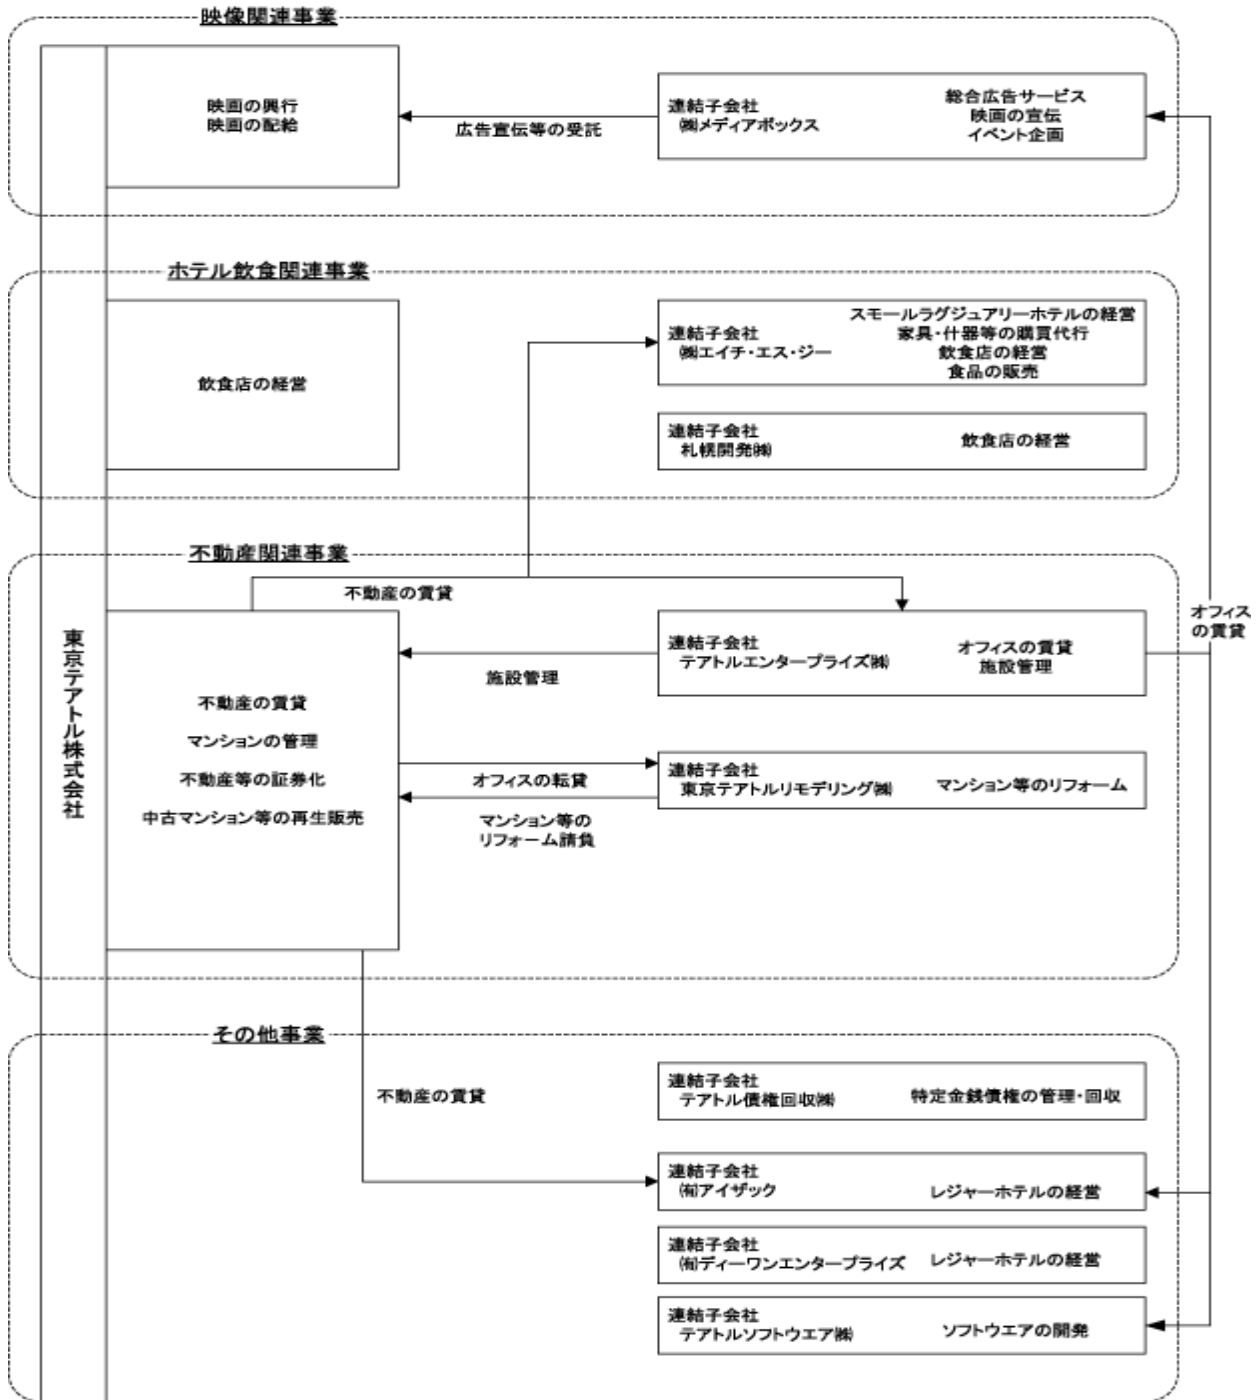 映像関連事業
映画の興行
映画の配給
広告宣伝等の受託
連結子会社
㈱メディアボックス
総合広告サービス
映画の宣伝
イベント企画
ホテル飲食関連事業
飲食店の経営
連結子会社
㈱エイチ・エス・ジー
スモールラグジュアリーホテルの経営
家具・什器等の購買代行
飲食店の経営
食品の販売
連結子会社
札幌開発㈱
飲食店の経営
不動産関連事業
不動産の賃貸
東京テアトル株式会社
不動産の賃貸
マンションの管理
不動産等の証券化
中古マンション等の再生販売
施設管理
連結子会社
テアトルエンタープライズ㈱
オフィスの賃貸
施設管理
オフィス
の賃貸
オフィスの転貸
マンション等の
リフォーム請負
連結子会社
東京テアトルリモデリング㈱
マンション等のリフォーム
その他事業
不動産の賃貸
連結子会社
テアトル債権回収㈱
特定金銭債権の管理・回収
連結子会社
㈲アイザック
レジャーホテルの経営
連結子会社
㈲ディーワンエンタープライズ
レジャーホテルの経営
連結子会社
テアトルソフトウエア㈱
ソフトウエアの開発